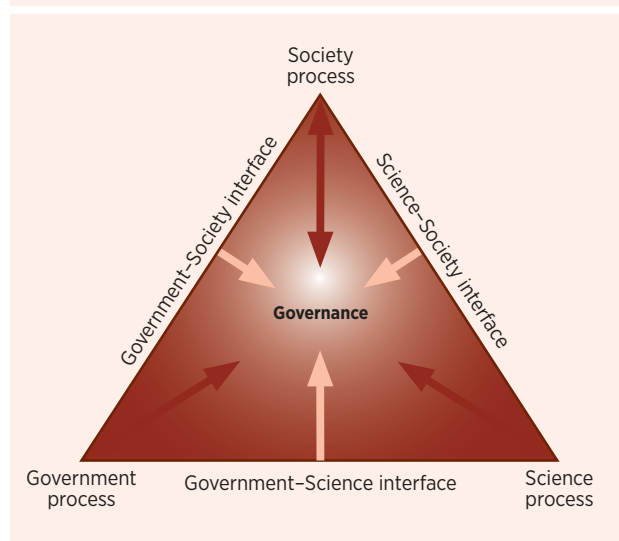 Society
process
Government–Society interface
Science–Society interface
Governance
Government
process
Government–Science interface
Science
process